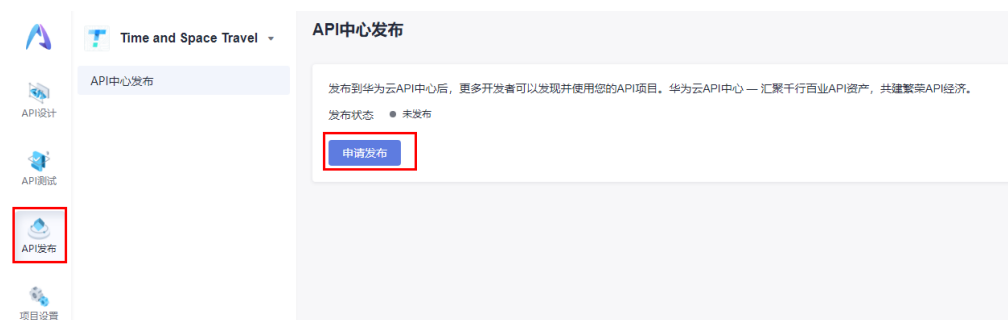 Time and Space Travel
API中心发布
API设计
API测试
API发布
项目设置
API中心发布
发布到华为云API中心后，更多开发者可以发现并使用您的API项目。华为云API中心 — 汇聚千行百业API资产，共建繁荣API经济。
发布状态 未发布
申请发布